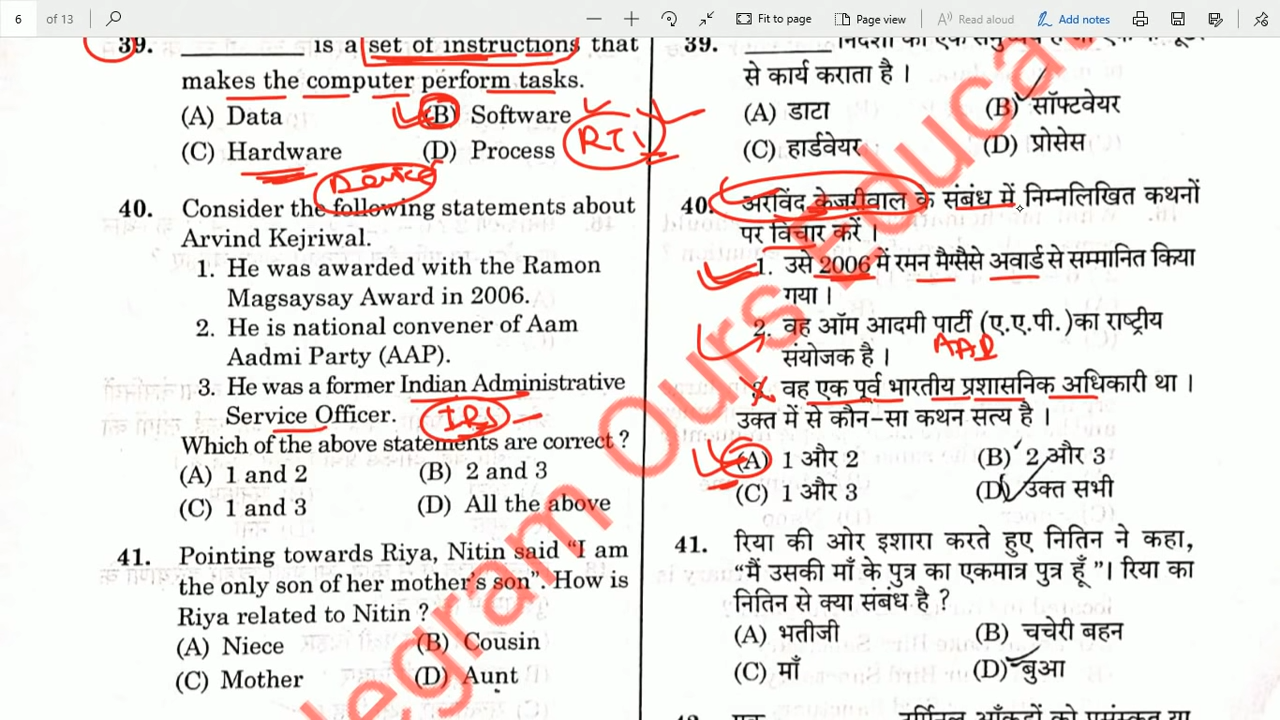 6 of 13
Fit to page
Page view
Read aloud
Add notes
39. ________ is a set of instructions that
makes the computer perform tasks.
(A) Data (B) Software
(C) Hardware (D) Process
RTI
Device
40. Consider the following statements about
Arvind Kejriwal.
1. He was awarded with the Ramon
Magsaysay Award in 2006.
2. He is national convener of Aam
Aadmi Party (AAP).
3. He was a former Indian Administrative
Service Officer.
IRS
Which of the above statements are correct ?
(A) 1 and 2 (B) 2 and 3
(C) 1 and 3 (D) All the above
41. Pointing towards Riya, Nitin said “I am
the only son of her mother’s son”. How is
Riya related to Nitin ?
(A) Niece (B) Cousin
(C) Mother (D) Aunt
39.
से कार्य कराता है ।
(A) डाटा (B) सॉफ्टवेयर
(C) हार्डवेयर (D) प्रोसेस
40. अरविंद केजरीवाल के संबंध में निम्नलिखित कथनों
पर विचार करें ।
1. उसे 2006 में रमन मैग्सैसे अवार्ड से सम्मानित किया
गया ।
2. वह ऑम आदमी पार्टी (ए.ए.पी.)का राष्ट्रीय
संयोजक है ।
AAP
वह एक पूर्व भारतीय प्रशासनिक अधिकारी था ।
उक्त में से कौन-सा कथन सत्य है ।
(A) 1 और 2 (B) 2 और 3
(C) 1 और 3 (D) उक्त सभी
41. रिया की ओर इशारा करते हुए नितिन ने कहा,
“मैं उसकी माँ के पुत्र का एकमात्र पुत्र हूँ ”। रिया का
नितिन से क्या संबंध है ?
(A) भतीजी (B) चचेरी बहन
(C) माँ (D) बुआ
legram Ours Educat